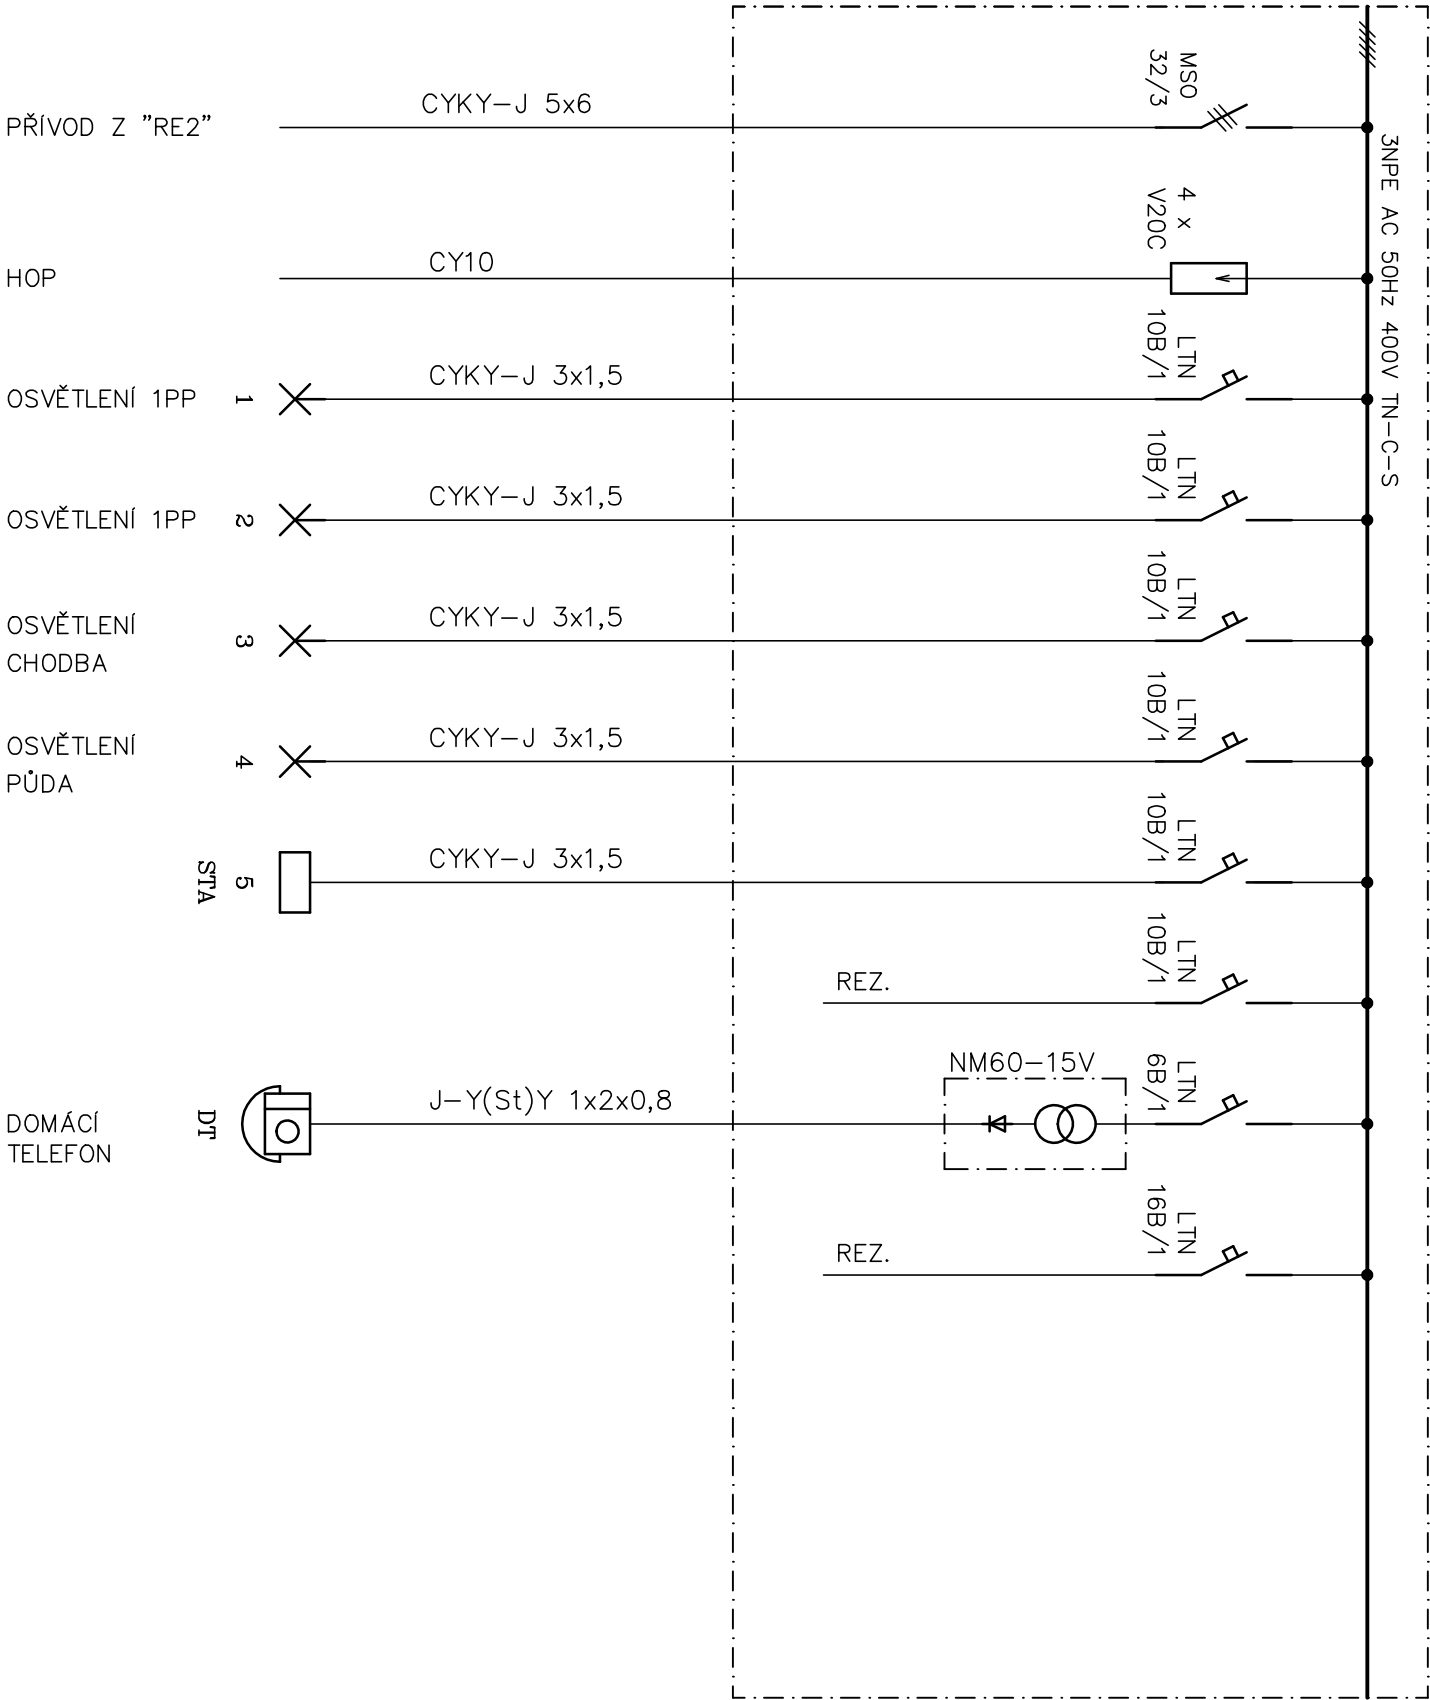 MSO
32/3
CYKY-J 5x6
PŘÍVOD Z "RE2"
3NPE AC 50Hz 400V TN-C-S
4 x
V20C
CY10
HOP
LTN
10B/1
CYKY-J 3x1,5
OSVĚTLENÍ 1PP
1
LTN
10B/1
CYKY-J 3x1,5
OSVĚTLENÍ 1PP
2
LTN
10B/1
CYKY-J 3x1,5
OSVĚTLENÍ
CHODBA
3
LTN
10B/1
CYKY-J 3x1,5
OSVĚTLENÍ
PŮDA
4
LTN
10B/1
CYKY-J 3x1,5
STA
5
LTN
10B/1
REZ.
NM60-15V
LTN
6B/1
J-Y(St)Y 1x2x0,8
DOMÁCÍ
TELEFON
DT
LTN
16B/1
REZ.